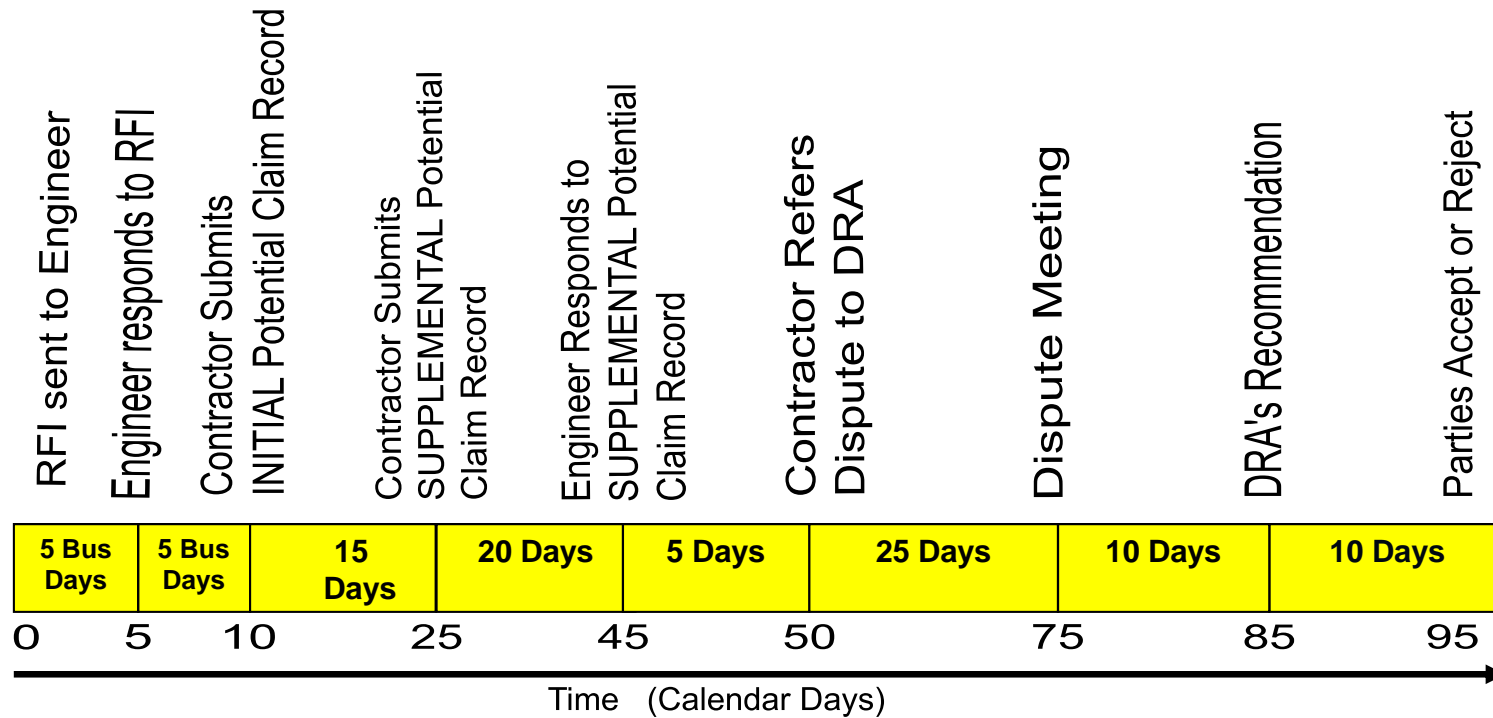 RFI sent to Engineer
Engineer responds to RFI
Contractor Submits
INITIAL Potential Claim Record
Contractor Submits
SUPPLEMENTAL Potential
Claim Record
Engineer Responds to
SUPPLEMENTAL Potential
Claim Record
Contractor Refers
Dispute to DRA
Dispute Meeting
DRA's Recommendation
Parties Accept or Reject
5 Bus
Days
5 Bus
Days
15
Days
20 Days
5 Days
25 Days
10 Days
10 Days
0 5 10 25 45 50 75 85 95
Time (Calendar Days)